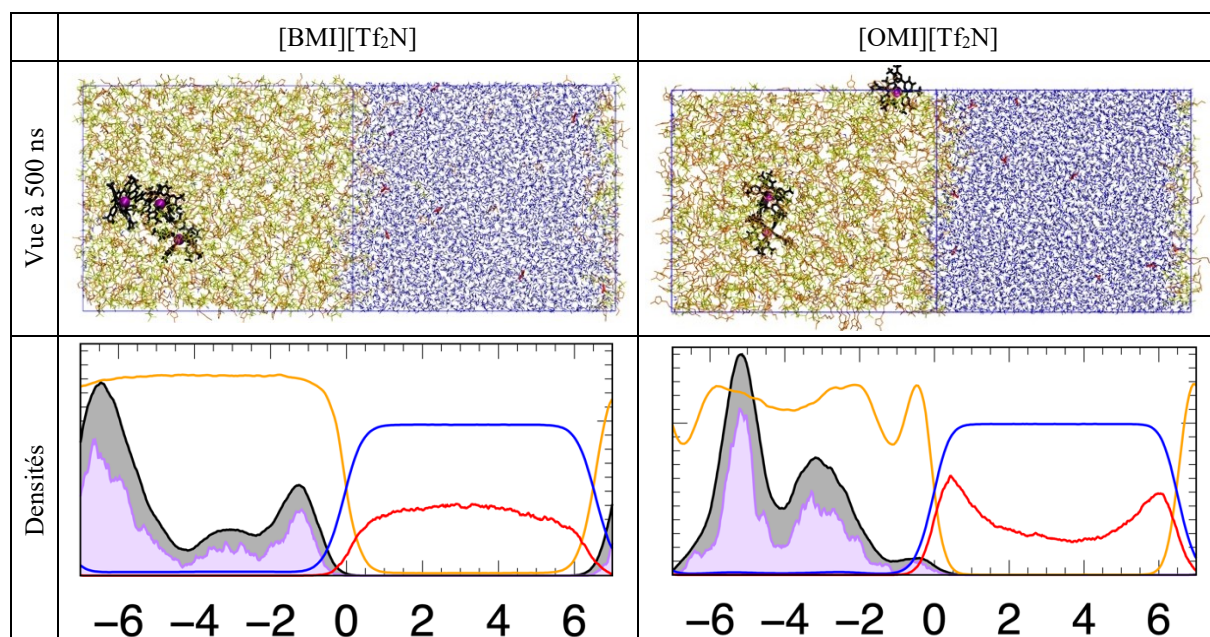 [BMI][Tf₂N]
[OMI][Tf₂N]
Vue à 500 ns
Densités
−6 −4 −2 0 2 4 6
−6 −4 −2 0 2 4 6